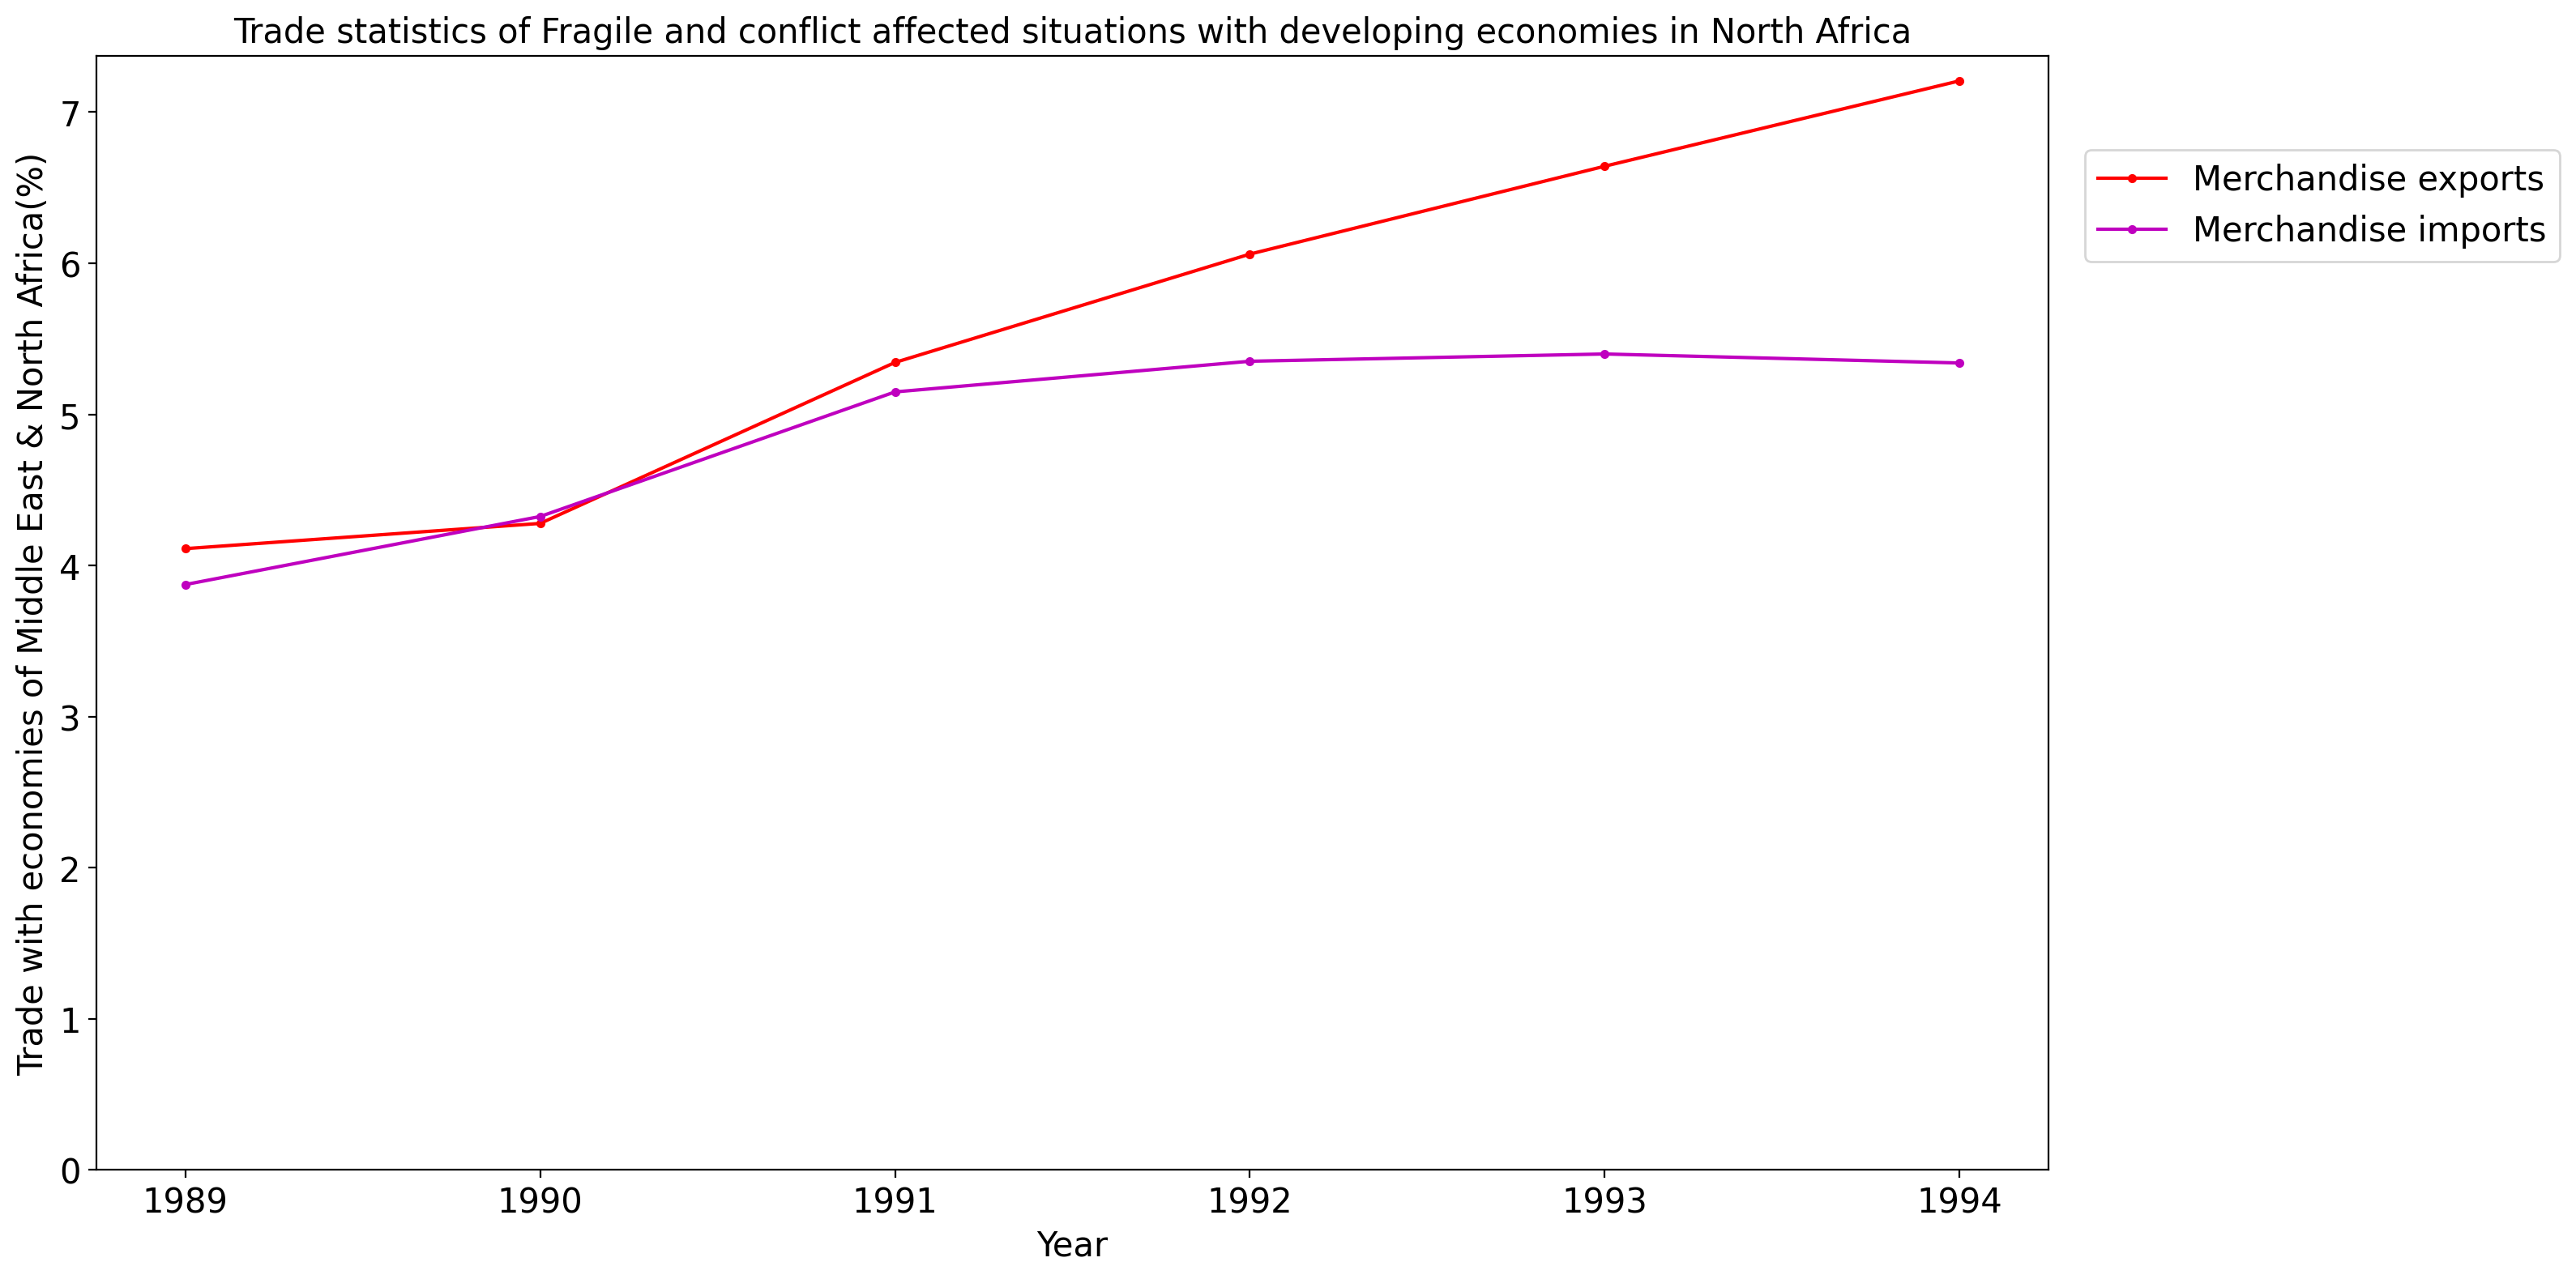 Trade statistics of Fragile and conflict affected situations with developing economies in North Africa
Trade with economies of Middle East & North Africa(%)
7
6
5
4
3
2
1
0
1989
1990
1991
1992
1993
1994
Year
Merchandise exports
Merchandise imports